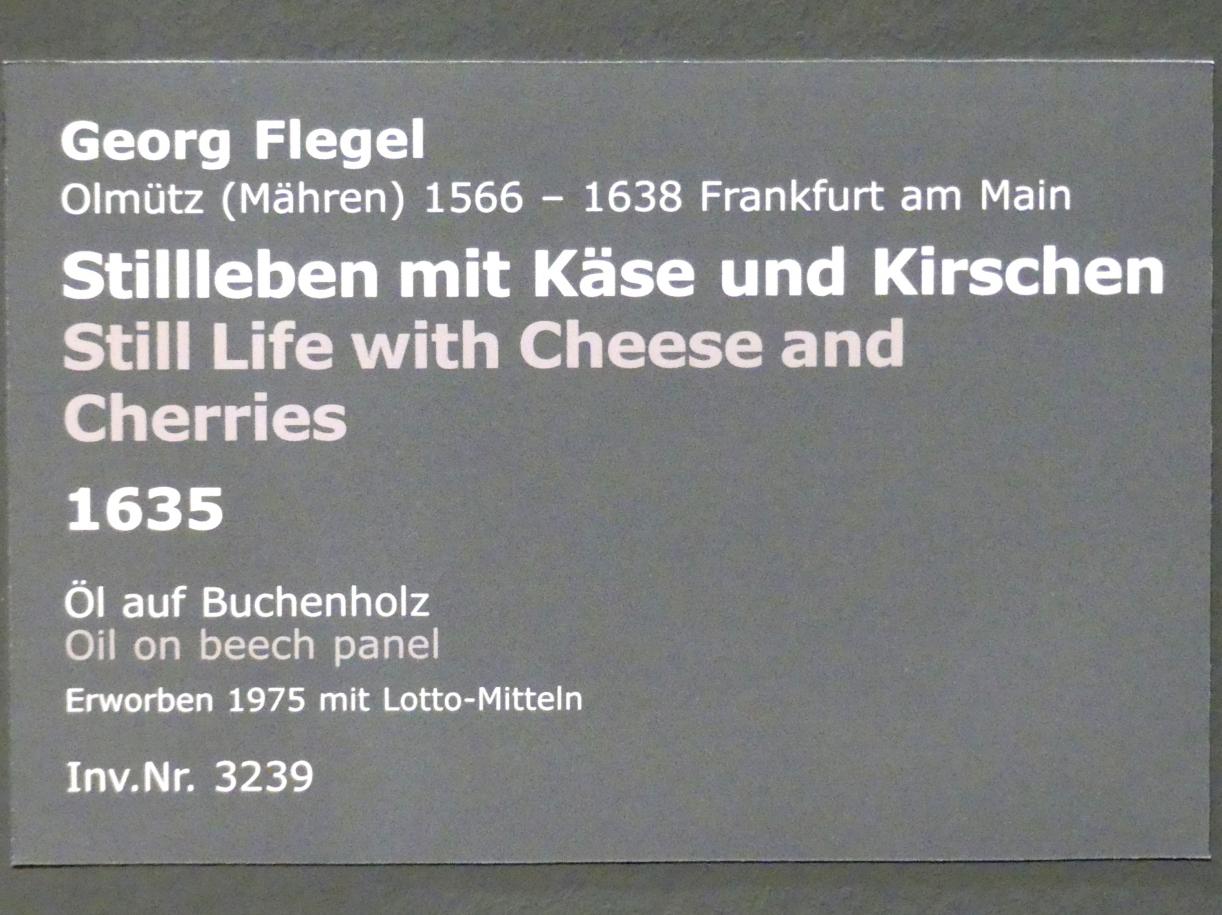 Georg Flegel
Olmütz (Mähren) 1566 – 1638 Frankfurt am Main
Stillleben mit Käse und Kirschen
Still Life with Cheese and
Cherries
1635
Öl auf Buchenholz
Oil on beech panel
Erworben 1975 mit Lotto-Mitteln
Inv.Nr. 3239